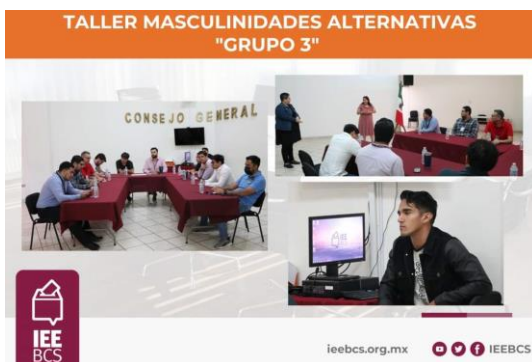 TALLER MASCULINIDADES ALTERNATIVAS
"GRUPO 3"
CONSEJO GENERAL
IEE
BCS
ieebcs.org.mx
IEEBCS